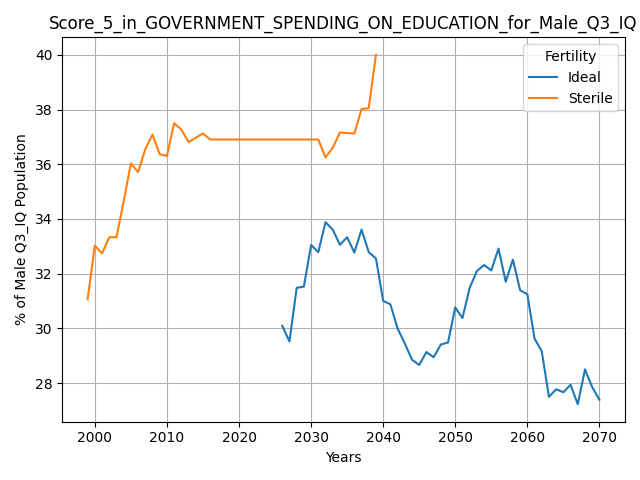 Score_5_in_GOVERNMENT_SPENDING_ON_EDUCATION_for_Male_Q3_IQ
Fertility
Ideal
Sterile
% of Male Q3_IQ Population
40
38
36
34
32
30
28
2000 2010 2020 2030 2040 2050 2060 2070
Years